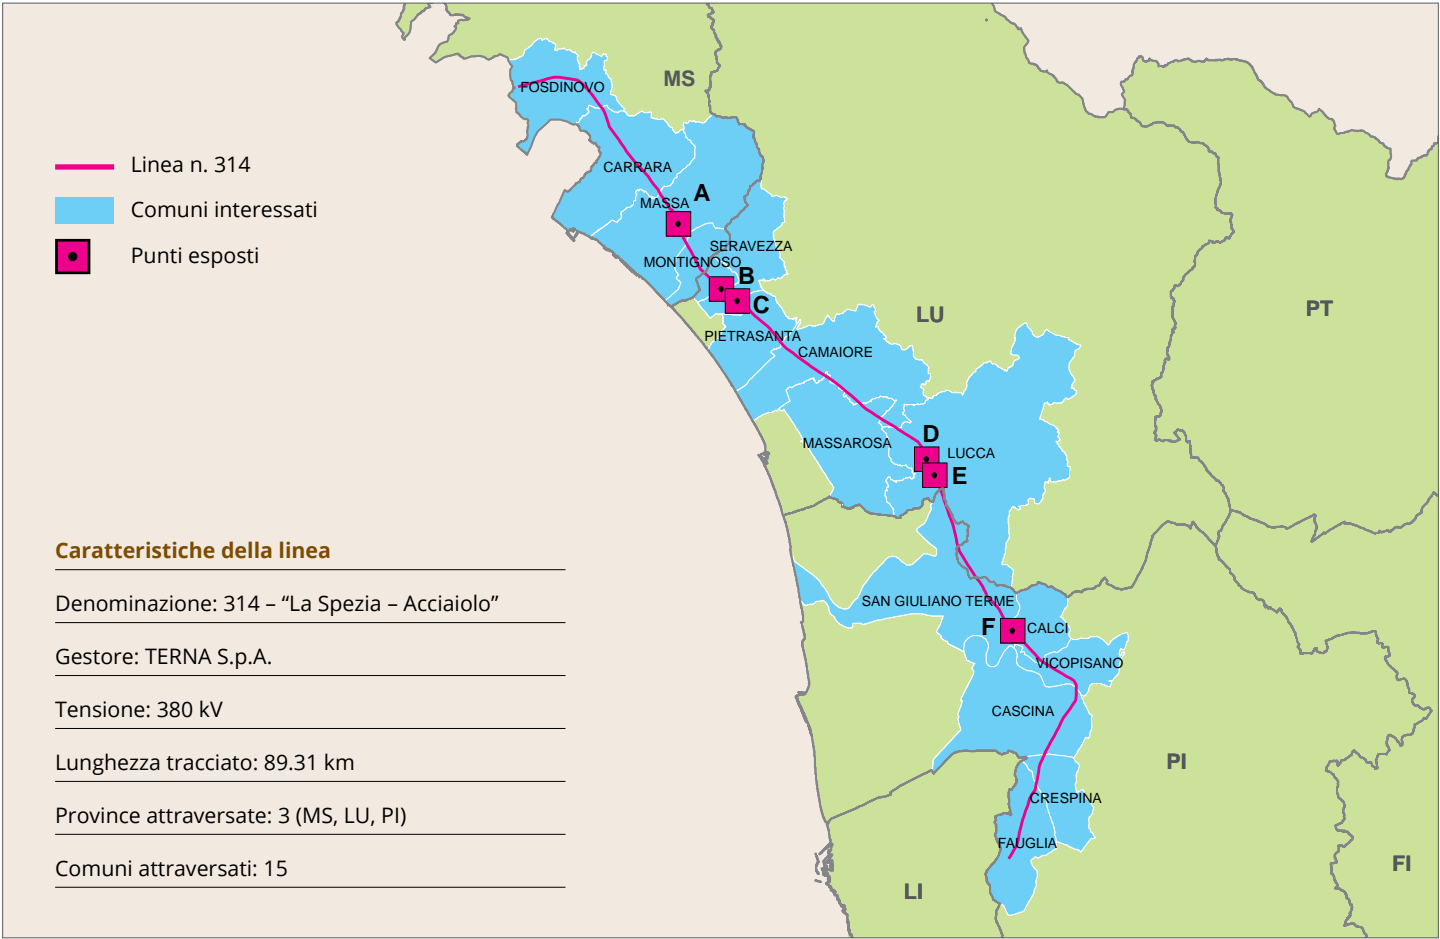 FOSDINOVO
MS
Linea n. 314
CARRARA
A
MASSA
Comuni interessati
SERAVEZZA
Punti esposti
MONTIGNOSO
B
C
LU
PT
PIETRASANTA
CAMAIORE
D
MASSAROSA
LUCCA
E
Caratteristiche della linea
Denominazione: 314 – “La Spezia – Acciaiolo”
SAN GIULIANO TERME
F
CALCI
Gestore: TERNA S.p.A.
VICOPISANO
Tensione: 380 kV
CASCINA
Lunghezza tracciato: 89.31 km
PI
CRESPINA
Province attraversate: 3 (MS, LU, PI)
FAUGLIA
Comuni attraversati: 15
FI
LI